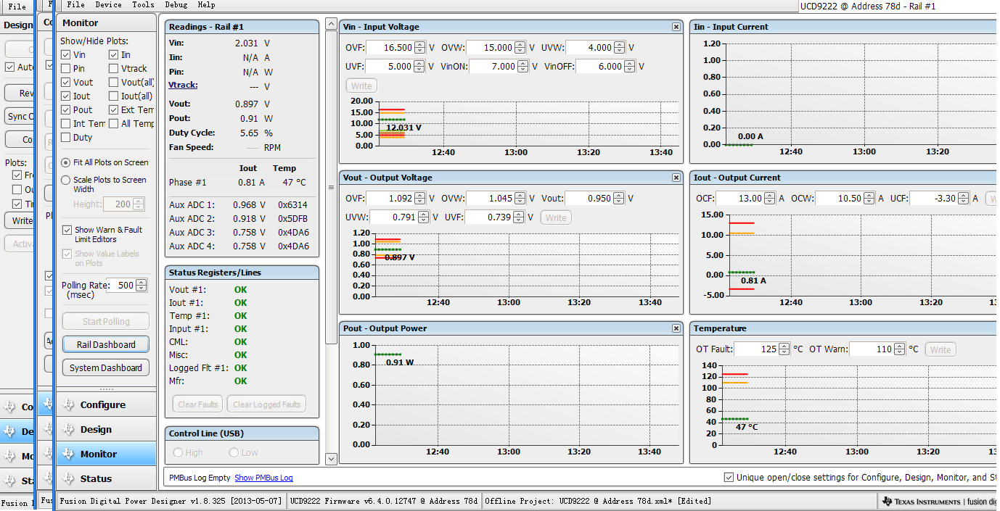 File
Design
Auto
Rev
Sync
Co
Plots:
Write
Activa
Co
De
Mo
Sta
Fusion
File Device Tools Debug Help
UCD9222 @ Address 78d - Rail #1
Monitor
Show/Hide Plots:
Vin Iin
Pin Vtrack
Vout Vout(all)
Iout Iout(all)
Pout Ext Tem
Int Tem All Temp
Duty
Fit All Plots on Screen
Scale Plots to Screen
Width
Height: 200
Show Warn & Fault
Limit Editors
Show Value Labels
on Plots
Polling Rate: 500
(msec)
Start Polling
Rail Dashboard
System Dashboard
Configure
Design
Monitor
Status
Readings - Rail #1
Vin: 2.031 V
Iin: N/A A
Pin: N/A W
Vtrack: --- V
Vout: 0.897 V
Pout: 0.91 W
Duty Cycle: 5.65 %
Fan Speed: ---- RPM
Iout Temp
Phase #1 0.81 A 47 °C
Aux ADC 1: 0.968 V 0x6314
Aux ADC 2: 0.918 V 0x5DFB
Aux ADC 3: 0.758 V 0x4DA6
Aux ADC 4: 0.758 V 0x4DA6
Status Registers/Lines
Vout #1: OK
Iout #1: OK
Temp #1: OK
Input #1: OK
CML: OK
Misc: OK
Logged Flt #1: OK
Mfr: OK
Clear Faults Clear Logged Faults
Control Line (USB)
High Low
Vin - Input Voltage
OVF: 16.500 V OVW: 15.000 V UVW: 4.000 V
UVF: 5.000 V VinON: 7.000 V VinOFF: 6.000 V
Write
20.00
15.00
10.00
5.00
0.00
12.031 V
12:40 13:00 13:20 13:40
Iin - Input Current
1.20
1.00
0.80
0.60
0.40
0.20
0.00
0.00 A
12:40 13:00 13:20
Vout - Output Voltage
OVF: 1.092 V OVW: 1.045 V Vout: 0.950 V
UVW: 0.791 V UVF: 0.739 V Write
1.20
1.00
0.80
0.60
0.40
0.20
0.00
0.897 V
12:40 13:00 13:20 13:40
Iout - Output Current
OCF: 13.00 A OCW: 10.50 A UCF: -3.30 A W
15.00
10.00
5.00
0.00
-5.00
0.81 A
12:40 13:00 13:20 13
Pout - Output Power
1.00
0.80
0.60
0.40
0.20
0.00
0.91 W
12:40 13:00 13:20 13:40
Temperature
OT Fault: 125 °C OT Warn: 110 °C Write
140
120
100
80
60
40
20
0
47 °C
12:40 13:00 13:20
PMBus Log Empty Show PMBus Log
Unique open/close settings for Configure, Design, Monitor, and St
Fusion Digital Power Designer v1.8.325 [2013-05-07] UCD9222 Firmware v6.4.0.12747 @ Address 78d Offline Project: UCD9222 @ Address 78d.xml* [Edited]
TEXAS INSTRUMENTS | fusion dig